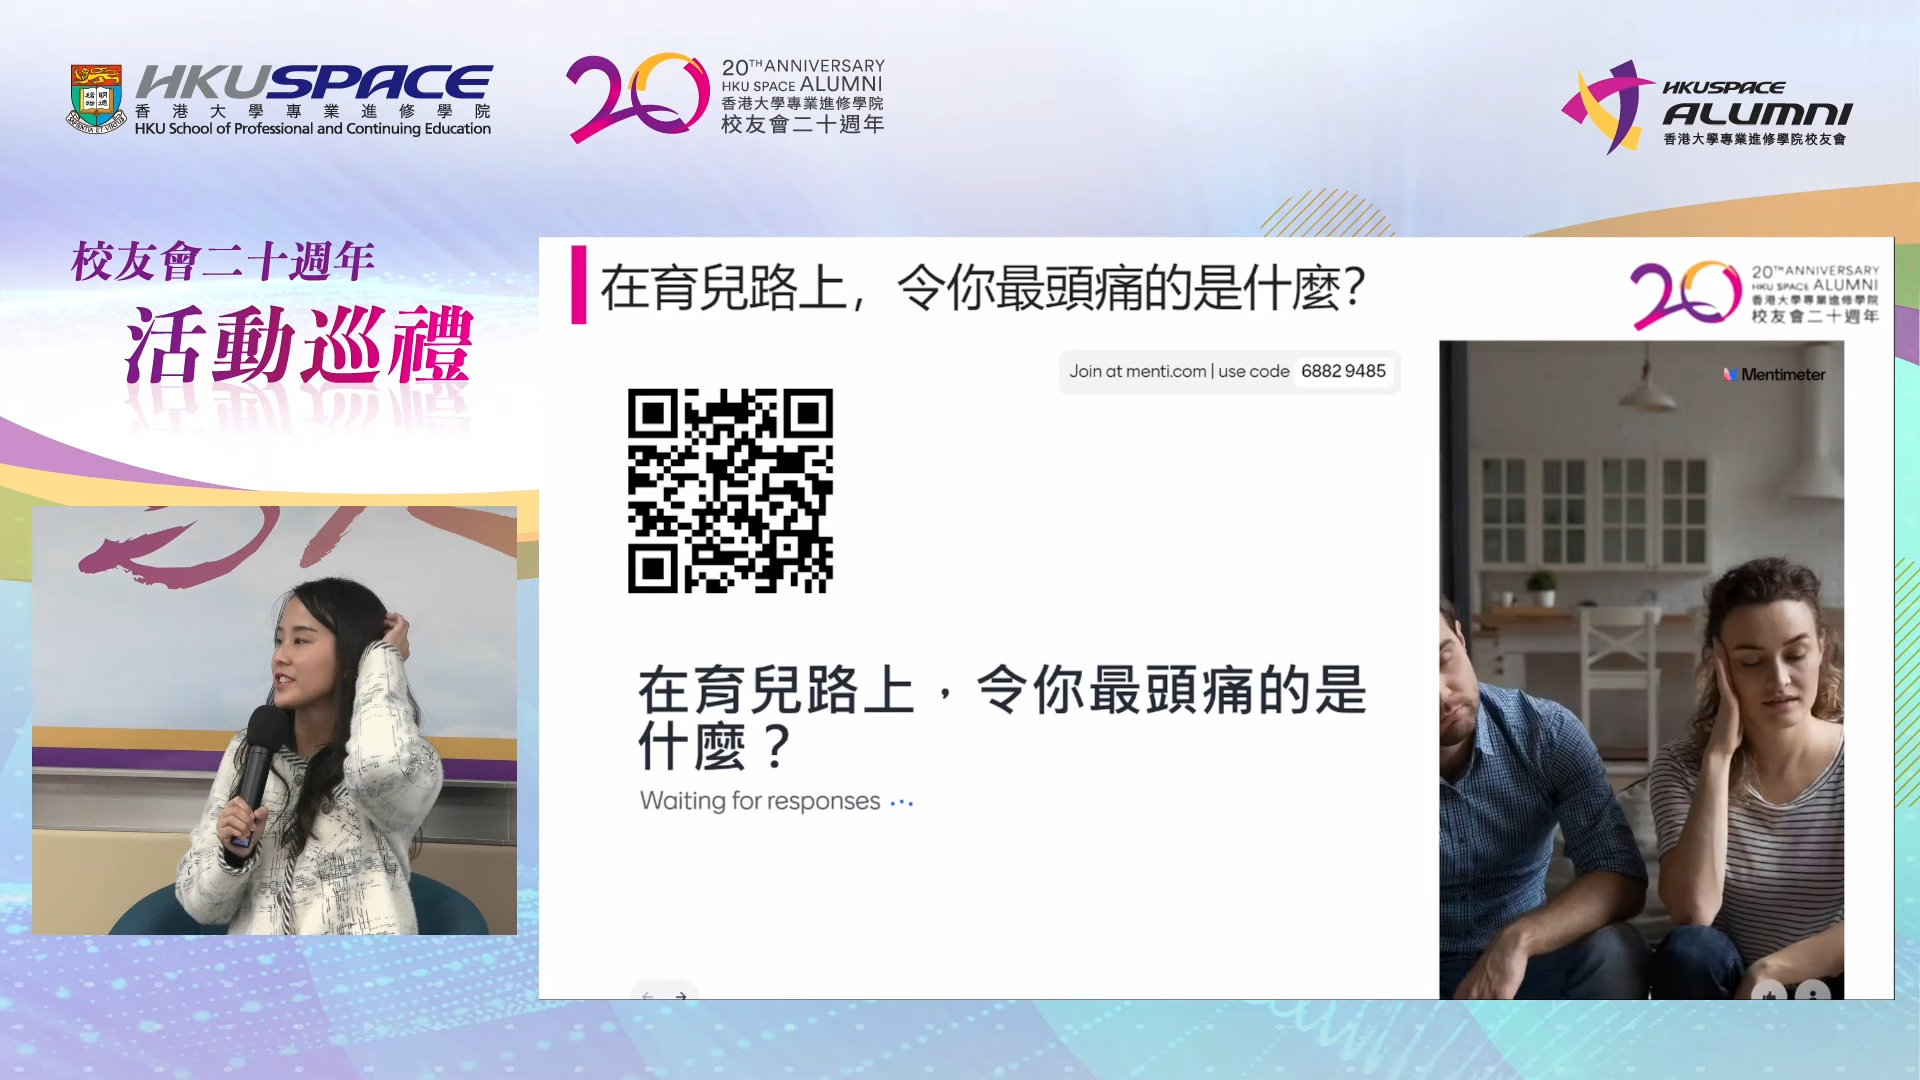 HKUSPACE
香港大學專業進修學院
HKU School of Professional and Continuing Education
20
20TH ANNIVERSARY
HKU SPACE ALUMNI
香港大學專業進修學院
校友會二十週年
HKUSPACE
ALUMNI
香港大學專業進修學院校友會
校友會二十週年
活動巡禮
在育兒路上，令你最頭痛的是什麼？
20
20TH ANNIVERSARY
HKU SPACE ALUMNI
香港大學專業進修學院
校友會二十週年
Join at menti.com | use code 6882 9485
Mentimeter
在育兒路上，令你最頭痛的是
什麼？
Waiting for responses